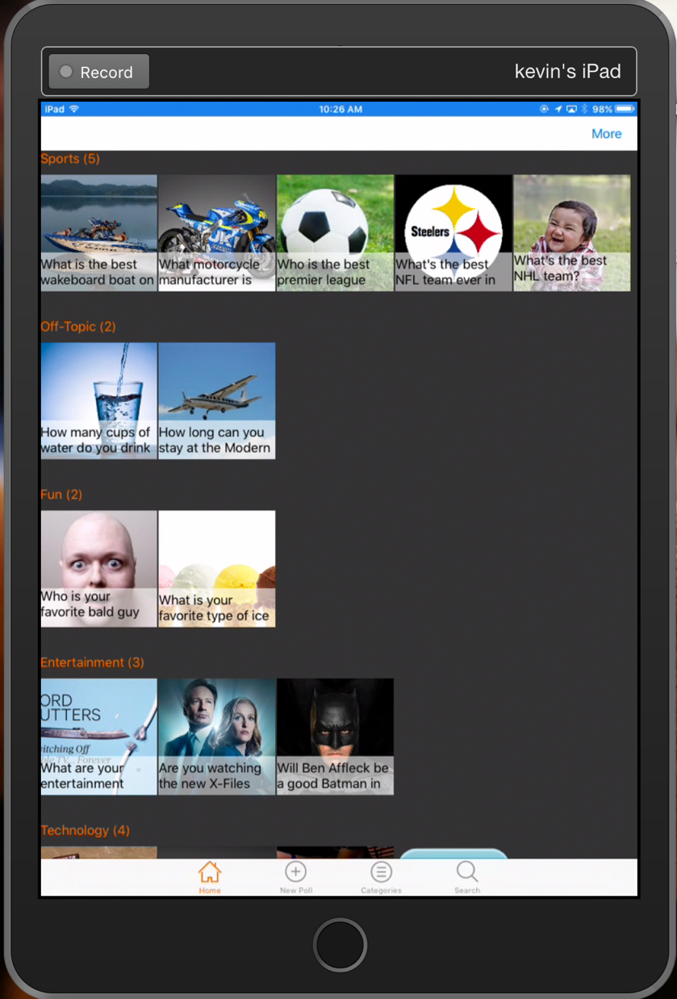 Record
kevin's iPad
iPad
10:26 AM
98%
More
Sports (5)
Steelers
What is the best
wakeboard boat on
What motorcycle
manufacturer is
Who is the best
premier league
What's the best
NFL team ever in
What's the best
NHL team?
Off-Topic (2)
How many cups of
water do you drink
How long can you
stay at the Modern
Fun (2)
Who is your
favorite bald guy
What is your
favorite type of ice
Entertainment (3)
ORD
UTTERS
itching Off
ble TV... Forever
What are your
entertainment
Are you watching
the new X-Files
Will Ben Affleck be
a good Batman in
Technology (4)
Home
New Poll
Categories
Search